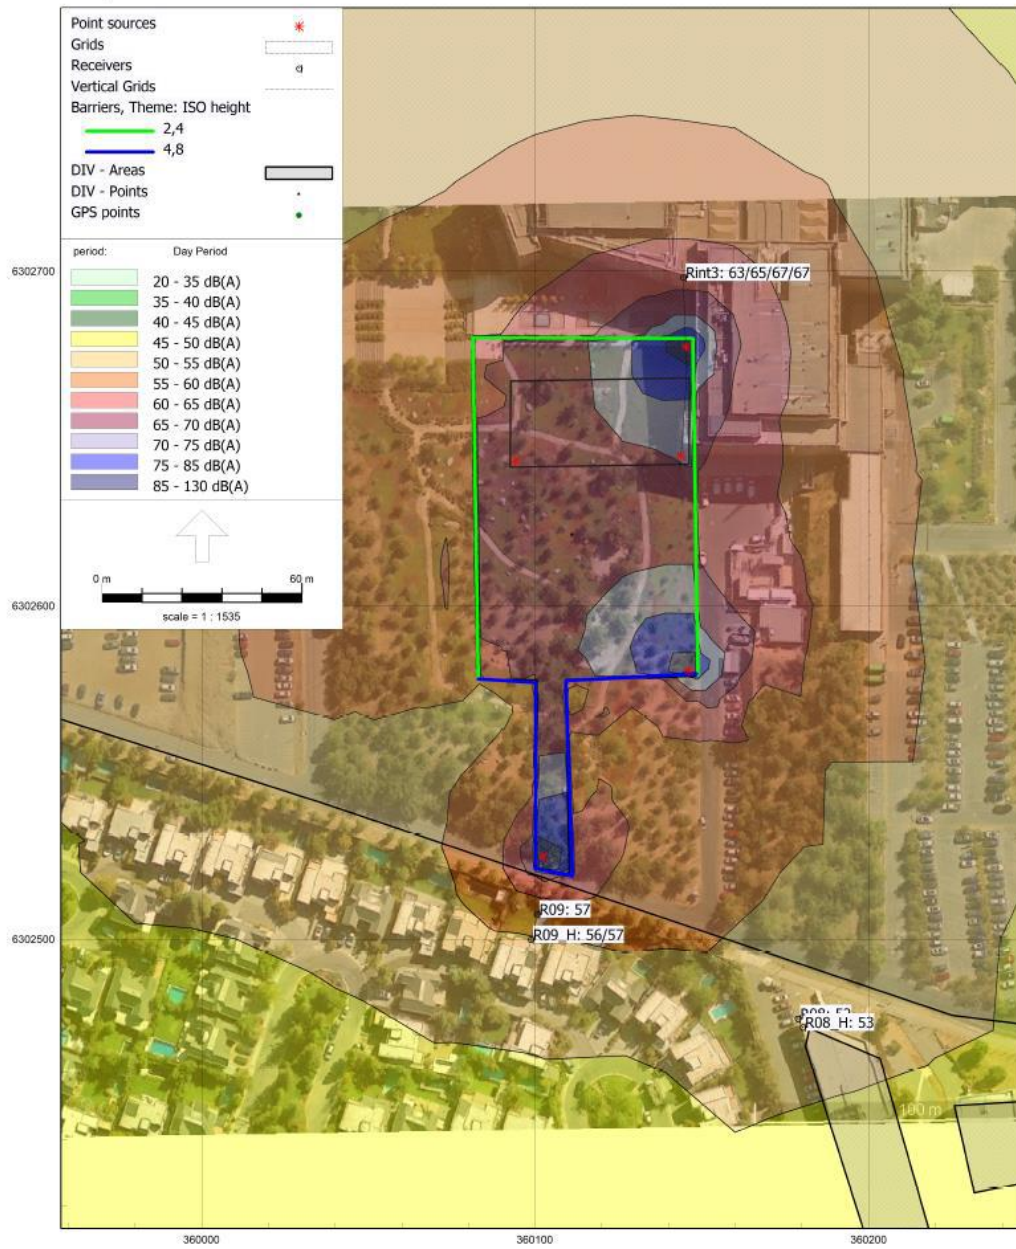 Point sources
Grids
Receivers
Vertical Grids
Barriers, Theme: ISO height
2,4
4,8
DIV - Areas
DIV - Points
GPS points
period: Day Period
20 - 35 dB(A)
35 - 40 dB(A)
40 - 45 dB(A)
45 - 50 dB(A)
50 - 55 dB(A)
55 - 60 dB(A)
60 - 65 dB(A)
65 - 70 dB(A)
70 - 75 dB(A)
75 - 85 dB(A)
85 - 130 dB(A)
0 m 60 m
scale = 1 : 1535
6302700
Rint3: 63/65/67/67
6302600
R09: 57
R09_H: 56/57
6302500
R08_H: 53
100 m
360000
360100
360200